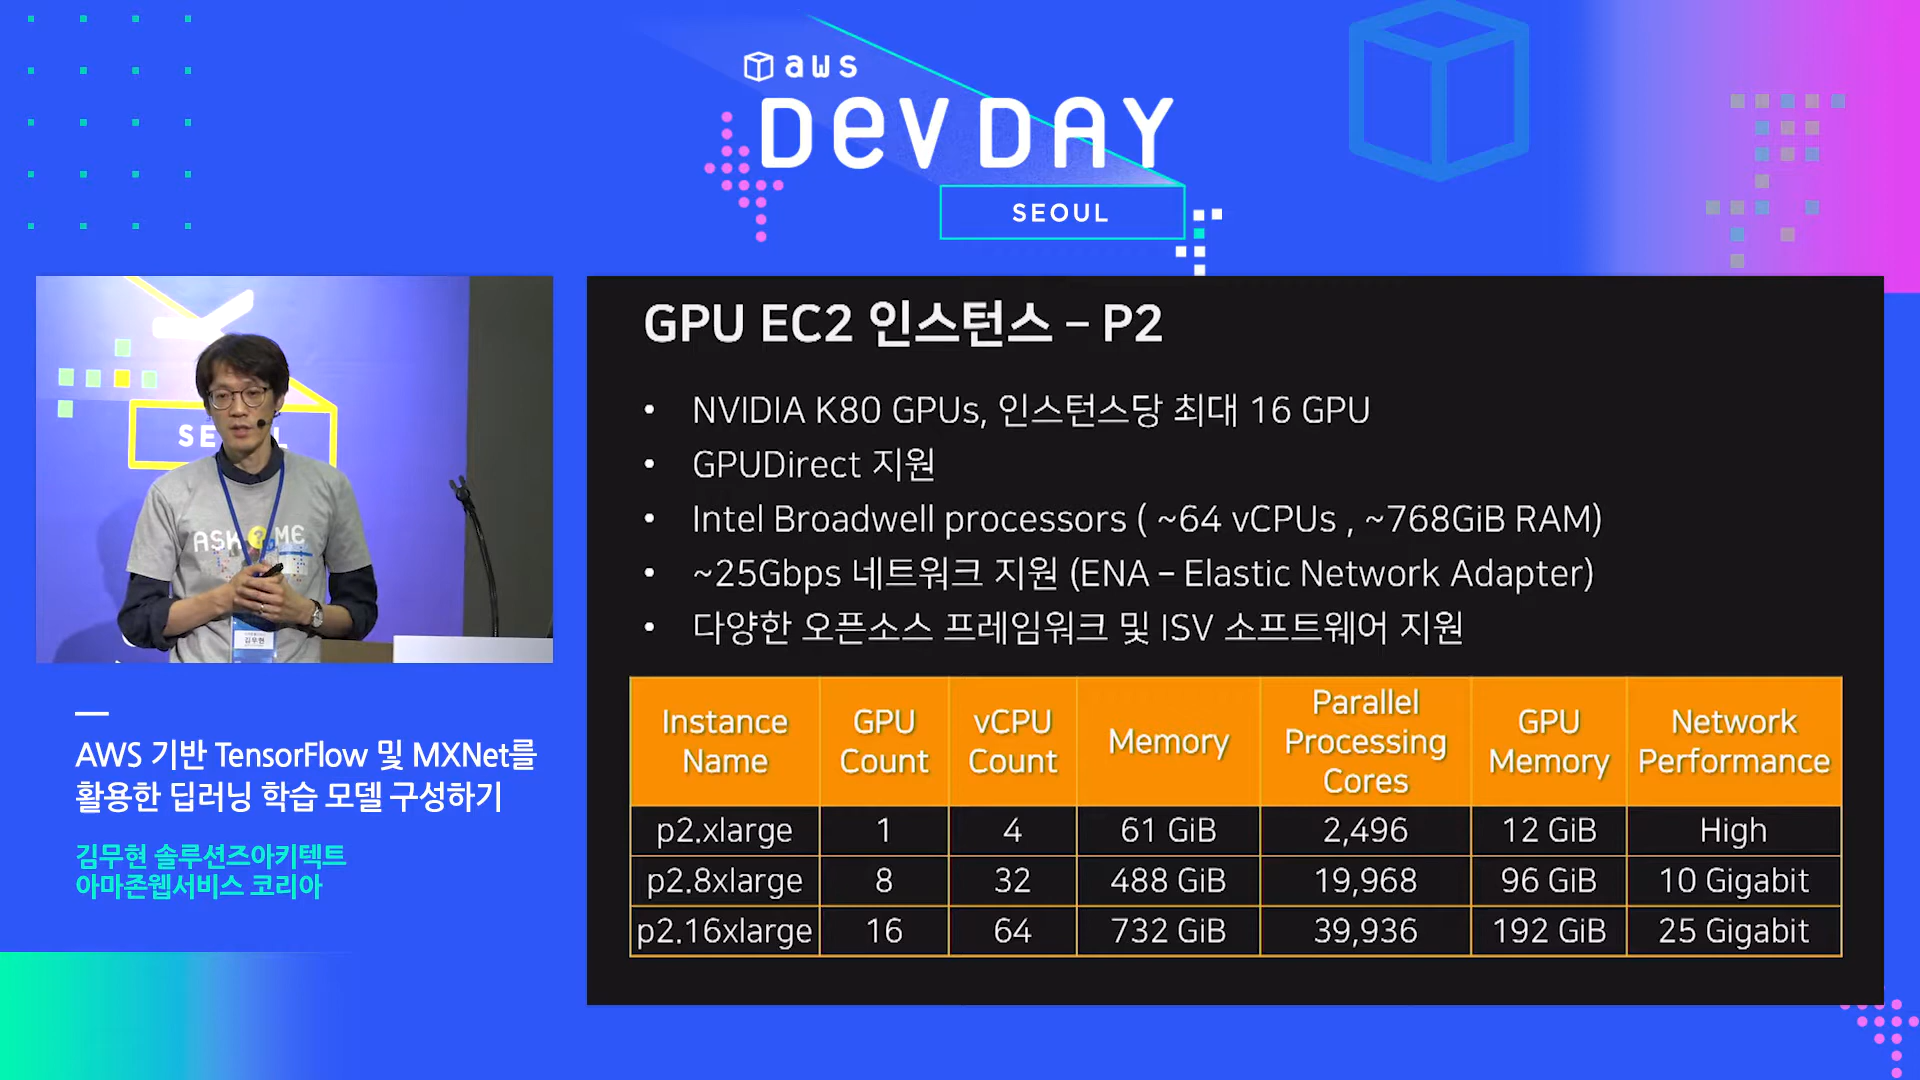 aws
DEV DAY
SEOUL
ASK ? ME
김무현
AWS 기반 TensorFlow 및 MXNet를
활용한 딥러닝 학습 모델 구성하기
김무현 솔루션즈아키텍트
아마존웹서비스 코리아
GPU EC2 인스턴스 – P2
• NVIDIA K80 GPUs, 인스턴스당 최대 16 GPU
• GPUDirect 지원
• Intel Broadwell processors ( ~64 vCPUs , ~768GiB RAM)
• ~25Gbps 네트워크 지원 (ENA – Elastic Network Adapter)
• 다양한 오픈소스 프레임워크 및 ISV 소프트웨어 지원
Instance Name GPU Count vCPU Count Memory Parallel Processing Cores GPU Memory Network Performance
p2.xlarge 1 4 61 GiB 2,496 12 GiB High
p2.8xlarge 8 32 488 GiB 19,968 96 GiB 10 Gigabit
p2.16xlarge 16 64 732 GiB 39,936 192 GiB 25 Gigabit